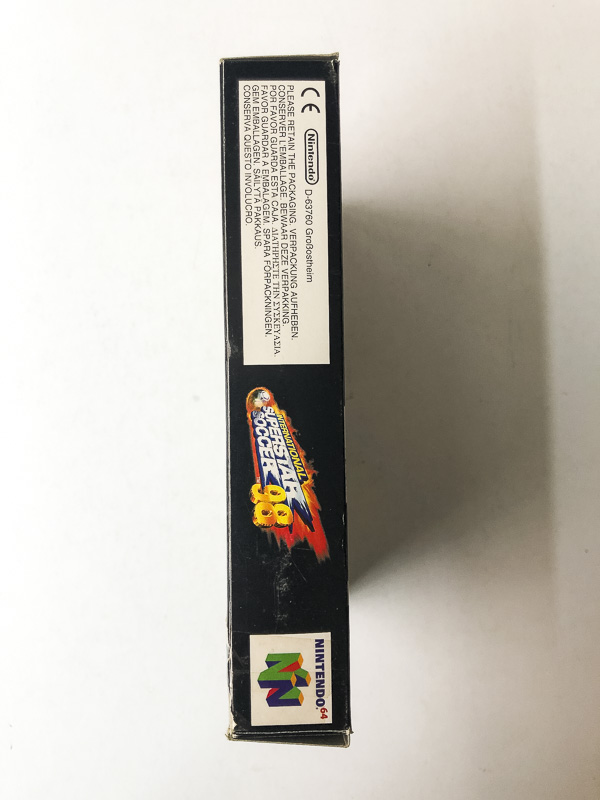 CE Nintendo D-63760 Großostheim
PLEASE RETAIN THE PACKAGING. VERPACKUNG AUFHEBEN.
CONSERVER L'EMBALLAGE. BEWAAR DEZE VERPAKKING.
POR FAVOR GUARDA ESTA CAJA. ΔΙΑΤΗΡΗΣΤΕ ΤΗΝ ΣΥΣΚΕΥΑΣΙΑ.
FAVOR GUARDAR A EMBALAGEM. SPARA FÖRPACKNINGEN.
GEM EMBALLAGEN. SÄILYTÄ PAKKAUS.
CONSERVA QUESTO INVOLUCRO.
INTERNATIONAL
SUPERSTAR
SOCCER 98
NINTENDO 64